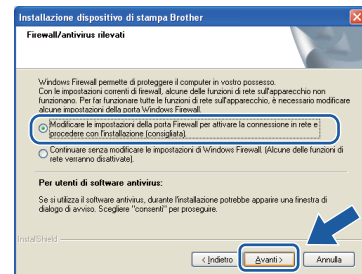 Installazione dispositivo di stampa Brother
Firewall/antivirus rilevati
Windows Firewall permette di proteggere il computer in vostro possesso.
Con le impostazioni correnti di firewall, alcune delle funzioni di rete sull'apparecchio non
funzionano. Per far funzionare tutte le funzioni di rete sull'apparecchio, è necessario modificare
alcune impostazioni della porta Windows Firewall.
Modificare le impostazioni della porta Firewall per attivare la connessione in rete e
procedere con l'installazione (consigliata).
Continuare senza modificare le impostazioni di Windows Firewall. (Alcune delle funzioni di
rete verranno disattivate).
Per utenti di software antivirus:
Se si utilizza il software antivirus, durante l'installazione potrebbe apparire una finestra di
dialogo di avviso. Scegliere "consenti" per proseguire.
InstallShield
< Indietro Avanti > Annulla